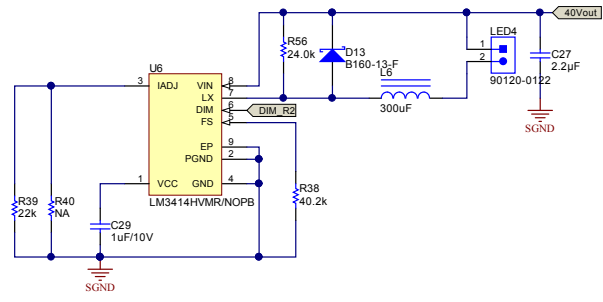 40Vout
LED4
R56
24.0k
D13
B160-13-F
1
2
C27
2.2µF
90120-0122
L6
300uF
SGND
U6
3
IADJ
VIN
8
LX
7
DIM
6
DIM_R2
FS
5
EP
9
PGND
2
1
VCC
GND
4
LM3414HVMR/NOPB
R39
22k
R40
NA
R38
40.2k
C29
1uF/10V
SGND